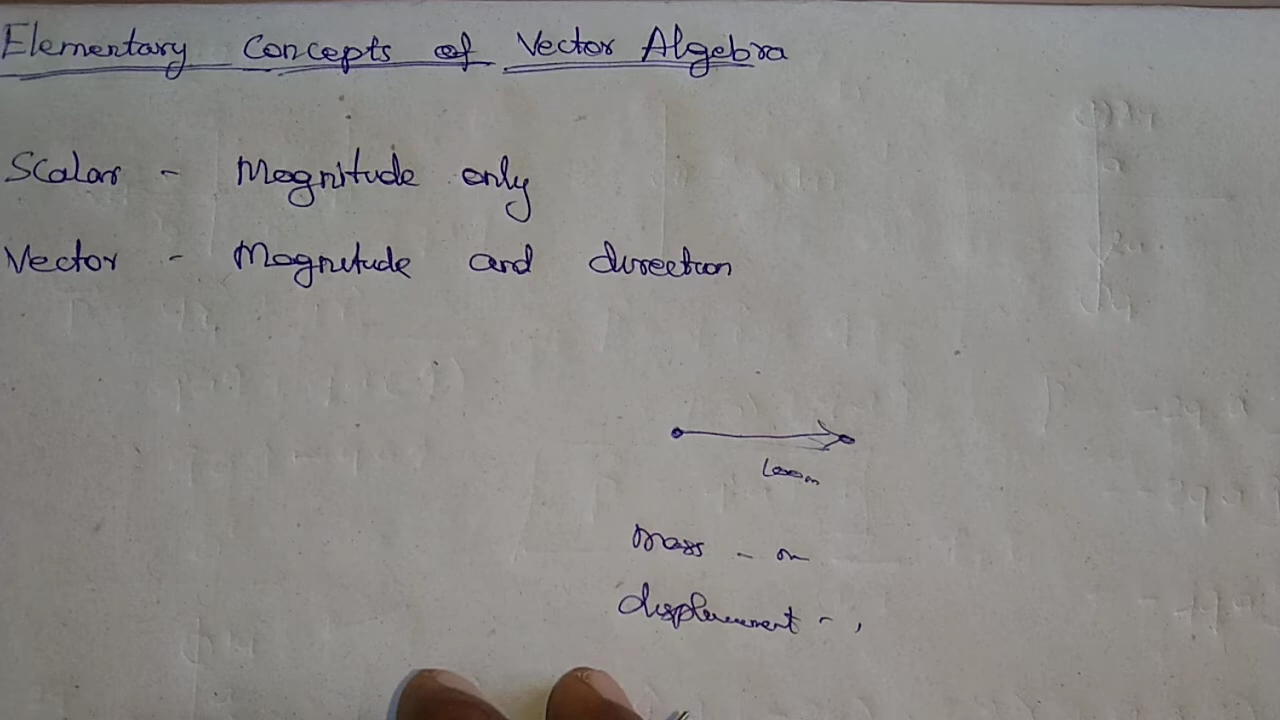 Elementary Concepts of Vector Algebra
Scalar - Magnitude only
Vector - Magnitude and direction
100m
Mass - m
displacement -